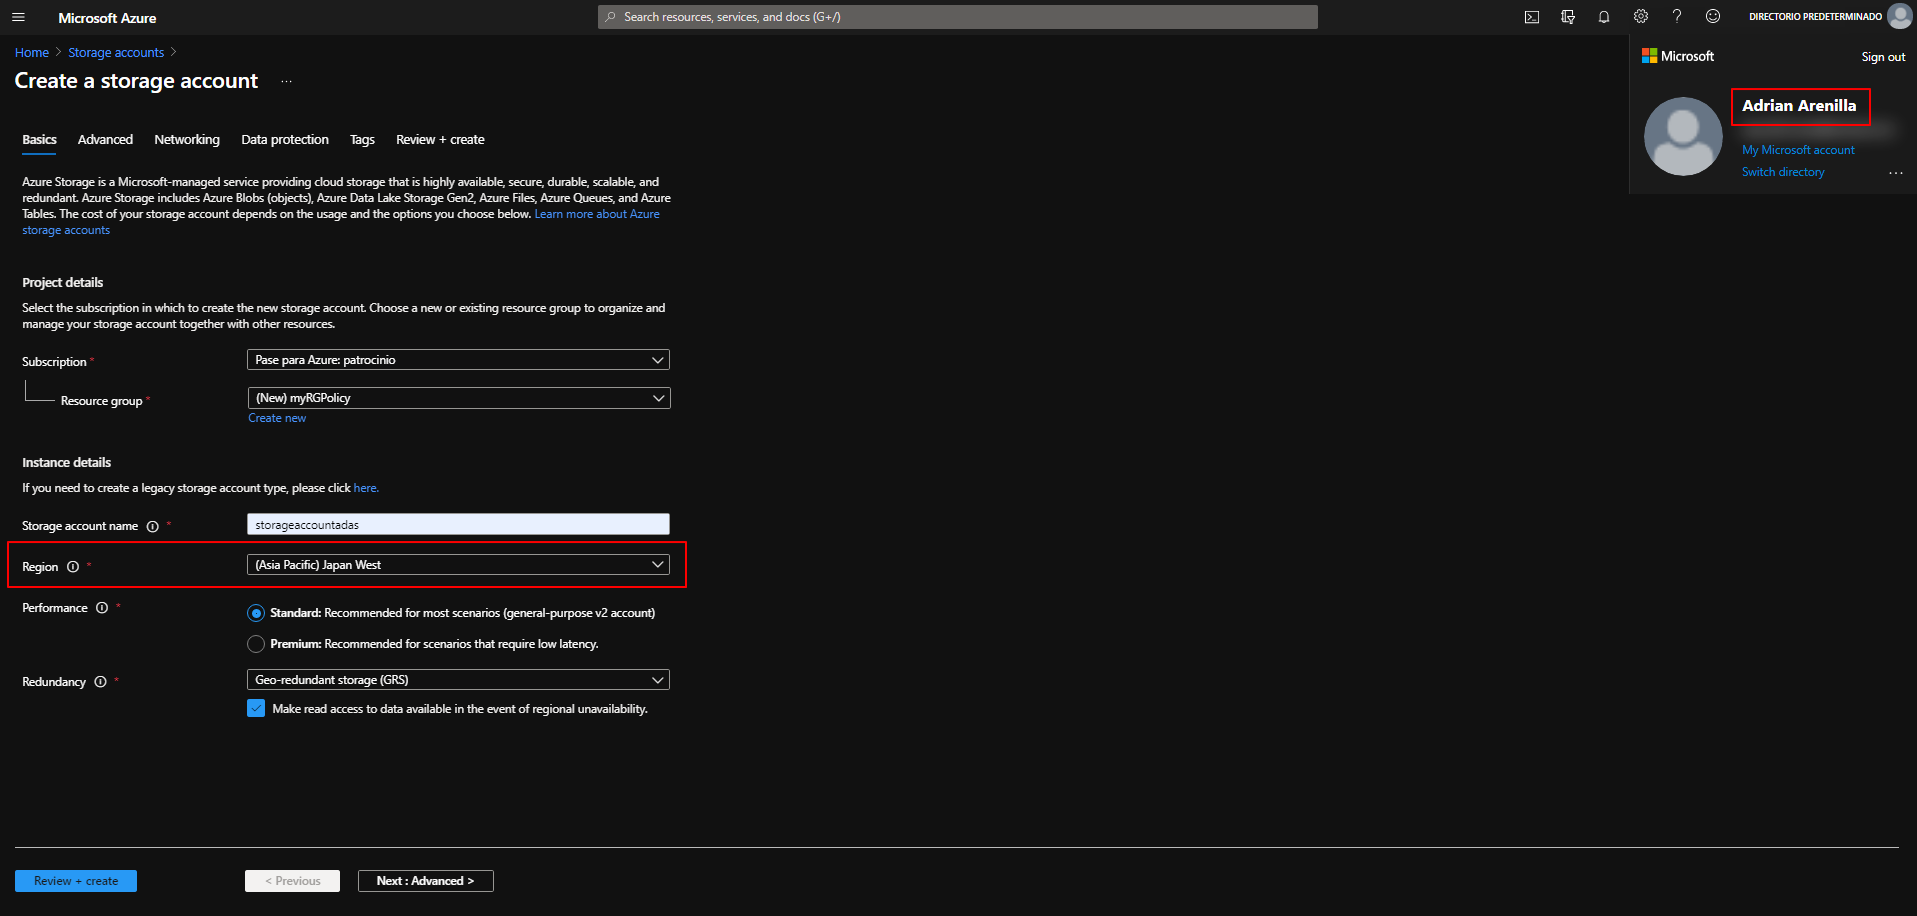 Microsoft Azure
Search resources, services, and docs (G+/)
DIRECTORIO PREDETERMINADO
Home > Storage accounts >
Create a storage account ...
Microsoft
Sign out
Adrian Arenilla
My Microsoft account
Switch directory
...
Basics Advanced Networking Data protection Tags Review + create
Azure Storage is a Microsoft-managed service providing cloud storage that is highly available, secure, durable, scalable, and
redundant. Azure Storage includes Azure Blobs (objects), Azure Data Lake Storage Gen2, Azure Files, Azure Queues, and Azure
Tables. The cost of your storage account depends on the usage and the options you choose below. Learn more about Azure
storage accounts
Project details
Select the subscription in which to create the new storage account. Choose a new or existing resource group to organize and
manage your storage account together with other resources.
Subscription *
Pase para Azure: patrocinio
Resource group *
(New) myRGPolicy
Create new
Instance details
If you need to create a legacy storage account type, please click here.
Storage account name *
storageaccountadas
Region *
(Asia Pacific) Japan West
Performance *
Standard: Recommended for most scenarios (general-purpose v2 account)
Premium: Recommended for scenarios that require low latency.
Redundancy *
Geo-redundant storage (GRS)
Make read access to data available in the event of regional unavailability.
Review + create
< Previous
Next : Advanced >